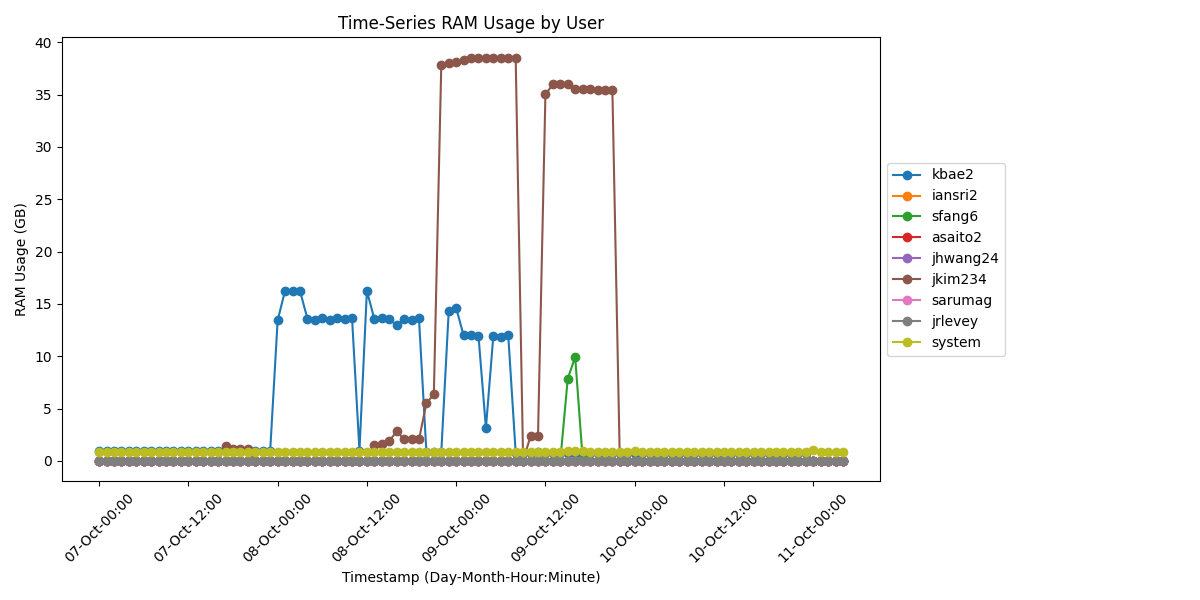 Time-Series RAM Usage by User
RAM Usage (GB)
40
35
30
25
20
15
10
5
0
07-Oct-00:00
07-Oct-12:00
08-Oct-00:00
08-Oct-12:00
09-Oct-00:00
09-Oct-12:00
10-Oct-00:00
10-Oct-12:00
11-Oct-00:00
Timestamp (Day-Month-Hour:Minute)
kbae2
iansri2
sfang6
asaito2
jhwang24
jkim234
sarumag
jrlevey
system